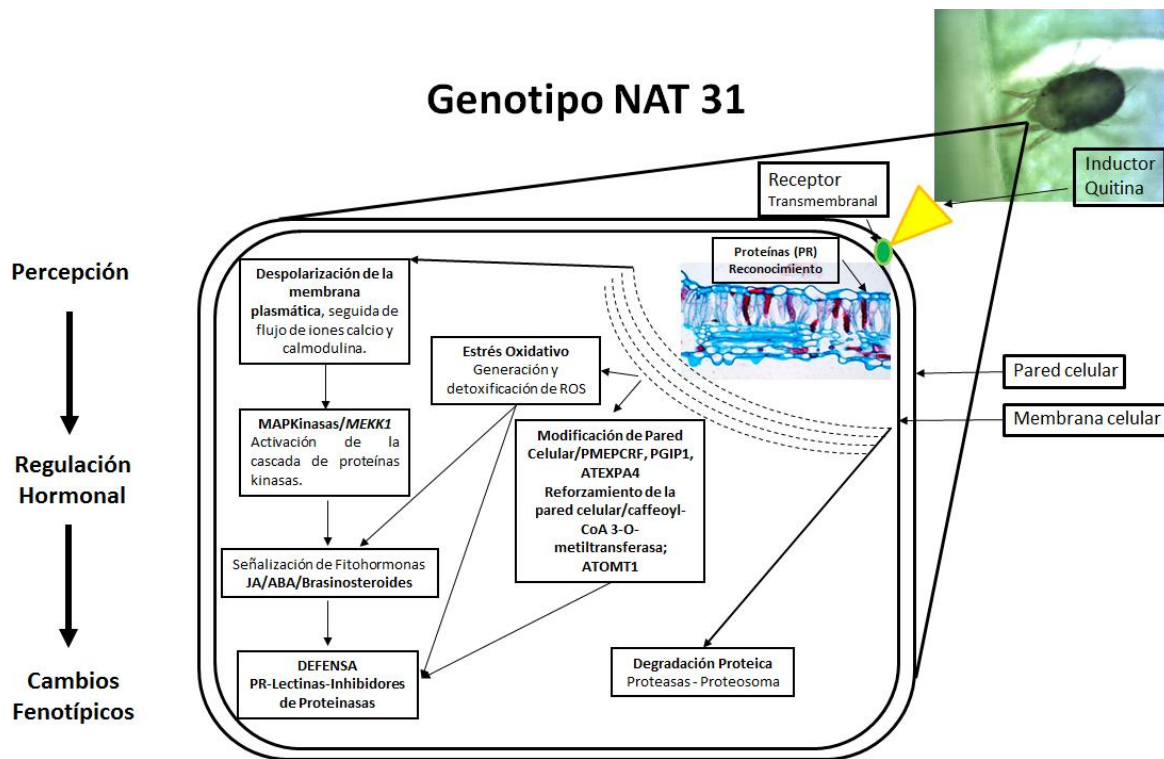 Genotipo NAT 31
Inductor
Quitina
Receptor
Transmembranal
Proteínas (PR)
Reconocimiento
Percepción
Despolarización de la
membrana
plasmática, seguida de
flujo de iones calcio y
calmodulina.
Estrés Oxidativo
Generación y
detoxificación de ROS
Pared celular
Membrana celular
MAPKinasas/MEKK1
Activación de la
cascada de proteínas
kinasas.
Modificación de Pared
Celular/PMEPCRF, PGIP1,
ATEXPA4
Reforzamiento de la
pared celular/caffeoyl-
CoA 3-O-
metiltransferasa;
ATOMT1
Regulación
Hormonal
Señalización de Fitohormonas
JA/ABA/Brasinosteroides
DEFENSA
PR-Lectinas-Inhibidores
de Proteinasas
Degradación Proteica
Proteasas - Proteosoma
Cambios
Fenotípicos